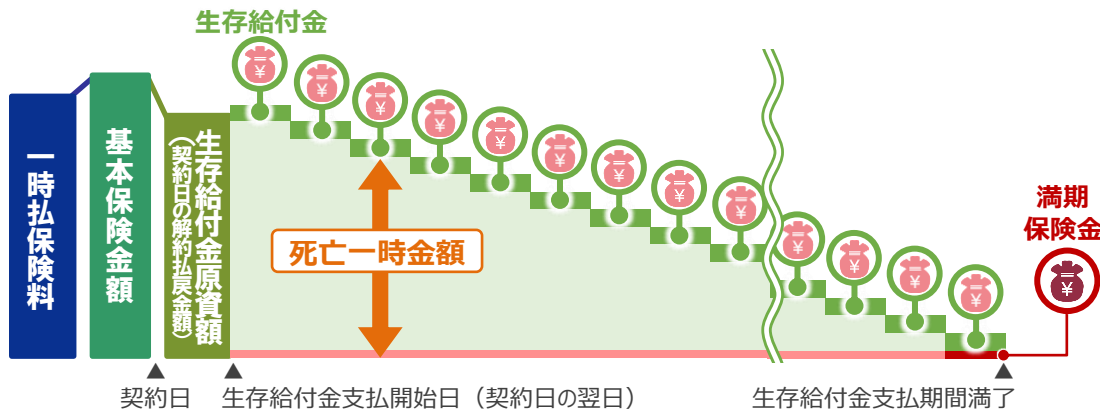 生存給付金
一時払保険料
基本保険金額
生存給付金原資額
(契約日の解約払戻金額)
¥
¥
¥
¥
¥
¥
¥
¥
¥
¥
¥
¥
¥
死亡一時金額
満期
保険金
¥
契約日
生存給付金支払開始日(契約日の翌日)
生存給付金支払期間満了